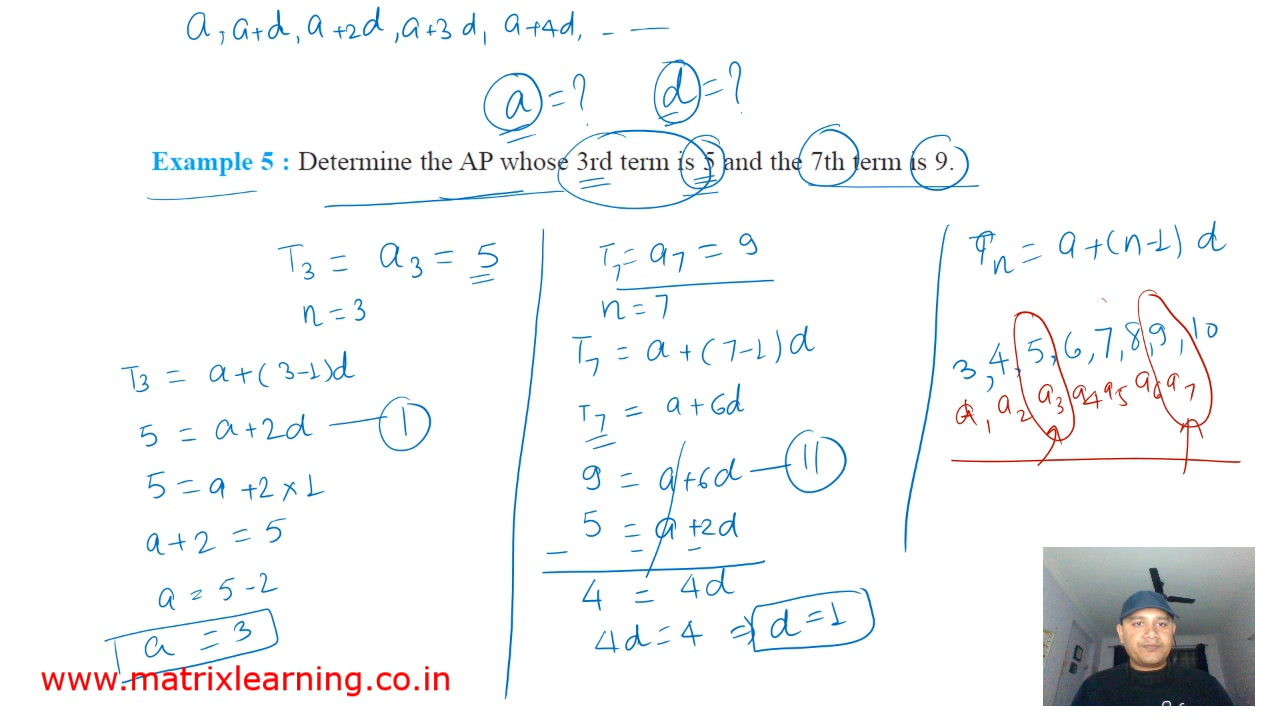 a, a+d, a+2d, a+3d, a+4d, - —
a = ? d = ?
Example 5 : Determine the AP whose 3rd term is 5 and the 7th term is 9.
T3 = a3 = 5
n = 3
T3 = a+(3-1)d
5 = a+2d — I
5 = a+2×1
a+2 = 5
a = 5-2
a = 3
T7 = a7 = 9
n = 7
T7 = a+(7-1)d
T7 = a+6d
9 = a+6d — II
5 = a+2d
- - -
4 = 4d
4d = 4 ⇒ d = 1
Tn = a+(n-1)d
3, 4, 5, 6, 7, 8, 9, 10
a1, a2 a3 a4 a5 a6 a7
www.matrixlearning.co.in